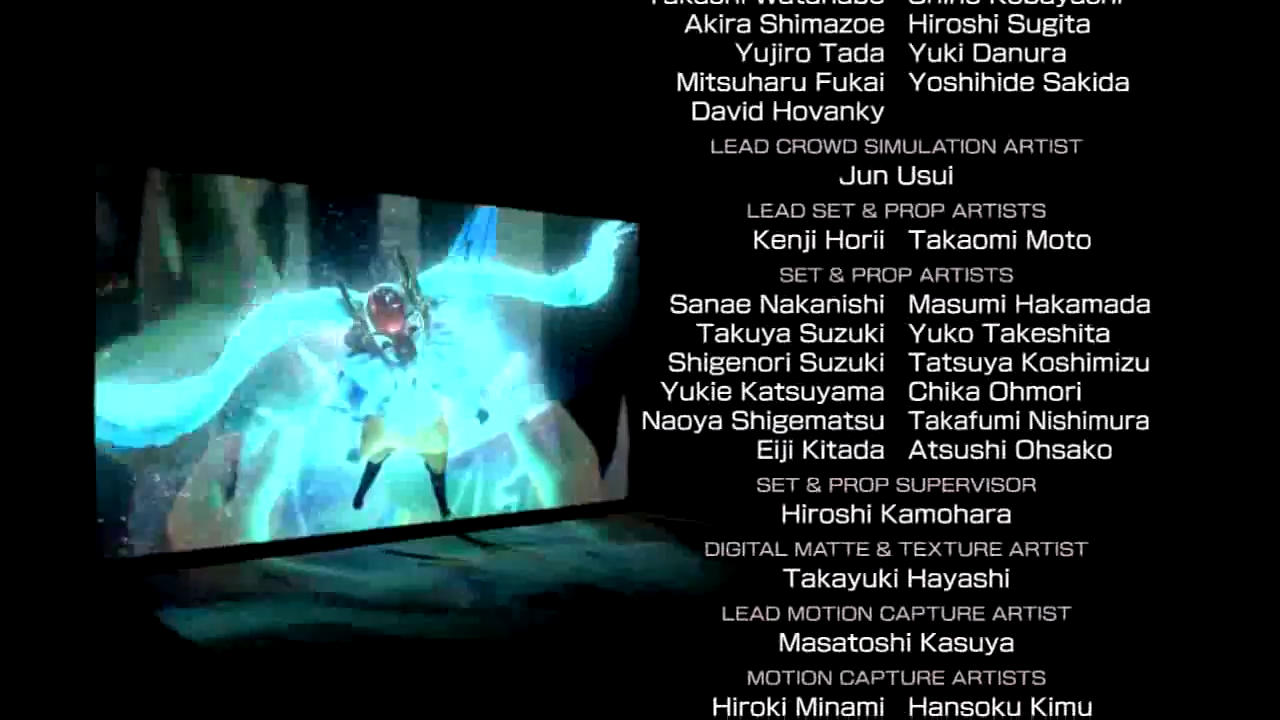 Takashi Watanabe Shiho Kobayashi
Akira Shimazoe Hiroshi Sugita
Yujiro Tada Yuki Danura
Mitsuharu Fukai Yoshihide Sakida
David Hovanky
LEAD CROWD SIMULATION ARTIST
Jun Usui
LEAD SET & PROP ARTISTS
Kenji Horii Takaomi Moto
SET & PROP ARTISTS
Sanae Nakanishi Masumi Hakamada
Takuya Suzuki Yuko Takeshita
Shigenori Suzuki Tatsuya Koshimizu
Yukie Katsuyama Chika Ohmori
Naoya Shigematsu Takafumi Nishimura
Eiji Kitada Atsushi Ohsako
SET & PROP SUPERVISOR
Hiroshi Kamohara
DIGITAL MATTE & TEXTURE ARTIST
Takayuki Hayashi
LEAD MOTION CAPTURE ARTIST
Masatoshi Kasuya
MOTION CAPTURE ARTISTS
Hiroki Minami Hansoku Kimu